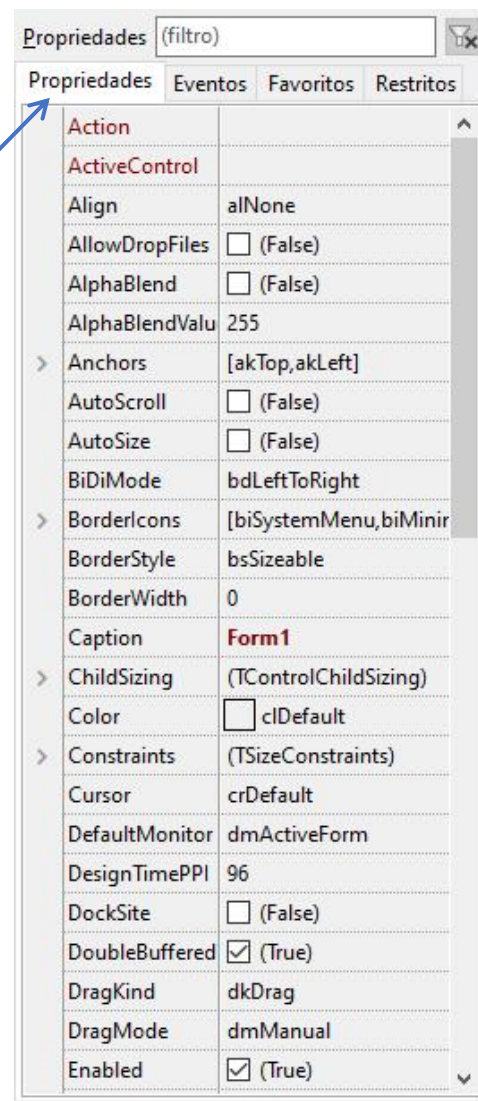 Propriedades (filtro)
Propriedades Eventos Favoritos Restritos
Action
ActiveControl
Align alNone
AllowDropFiles (False)
AlphaBlend (False)
AlphaBlendValu 255
Anchors [akTop,akLeft]
AutoScroll (False)
AutoSize (False)
BiDiMode bdLeftToRight
BorderIcons [biSystemMenu,biMinir
BorderStyle bsSizeable
BorderWidth 0
Caption Form1
ChildSizing (TControlChildSizing)
Color clDefault
Constraints (TSizeConstraints)
Cursor crDefault
DefaultMonitor dmActiveForm
DesignTimePPI 96
DockSite (False)
DoubleBuffered (True)
DragKind dkDrag
DragMode dmManual
Enabled (True)